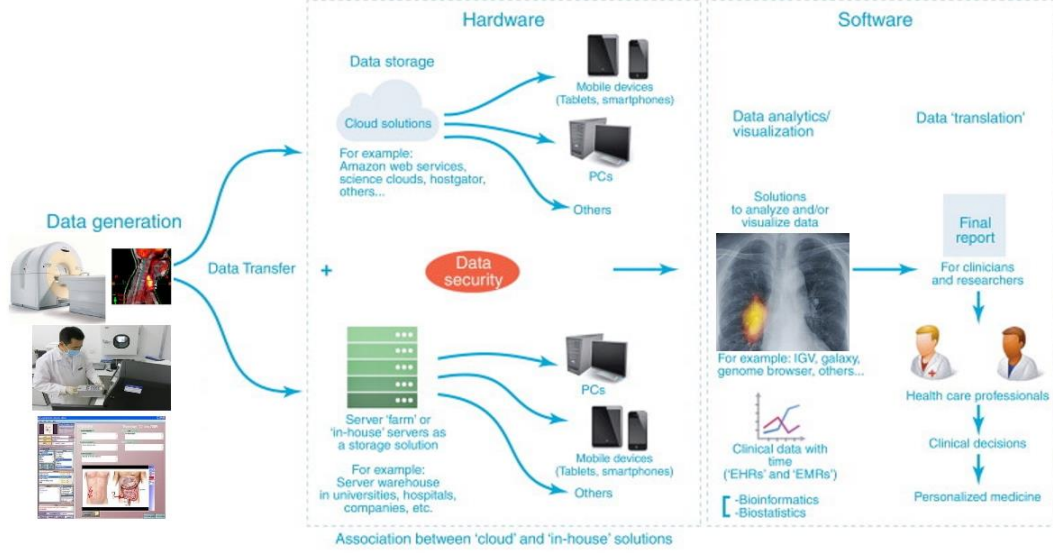 Hardware
Software
Data storage
Cloud solutions
For example:
Amazon web services,
science clouds, hostgator,
others...
Mobile devices
(Tablets, smartphones)
PCs
Others
Data generation
Data Transfer
+
Data
security
Server 'farm' or
'in-house' servers as
a storage solution
For example:
Server warehouse
in universities, hospitals,
companies, etc.
PCs
Mobile devices
(Tablets, smartphones)
Others
Association between 'cloud' and 'in-house' solutions
Data analytics/
visualization
Solutions
to analyze and/or
visualize data
For example: IGV, galaxy,
genome browser, others...
Clinical data with
time
('EHRs' and 'EMRs')
-Bioinformatics
-Biostatistics
Data 'translation'
Final
report
For clinicians
and researchers
Health care professionals
Clinical decisions
Personalized medicine